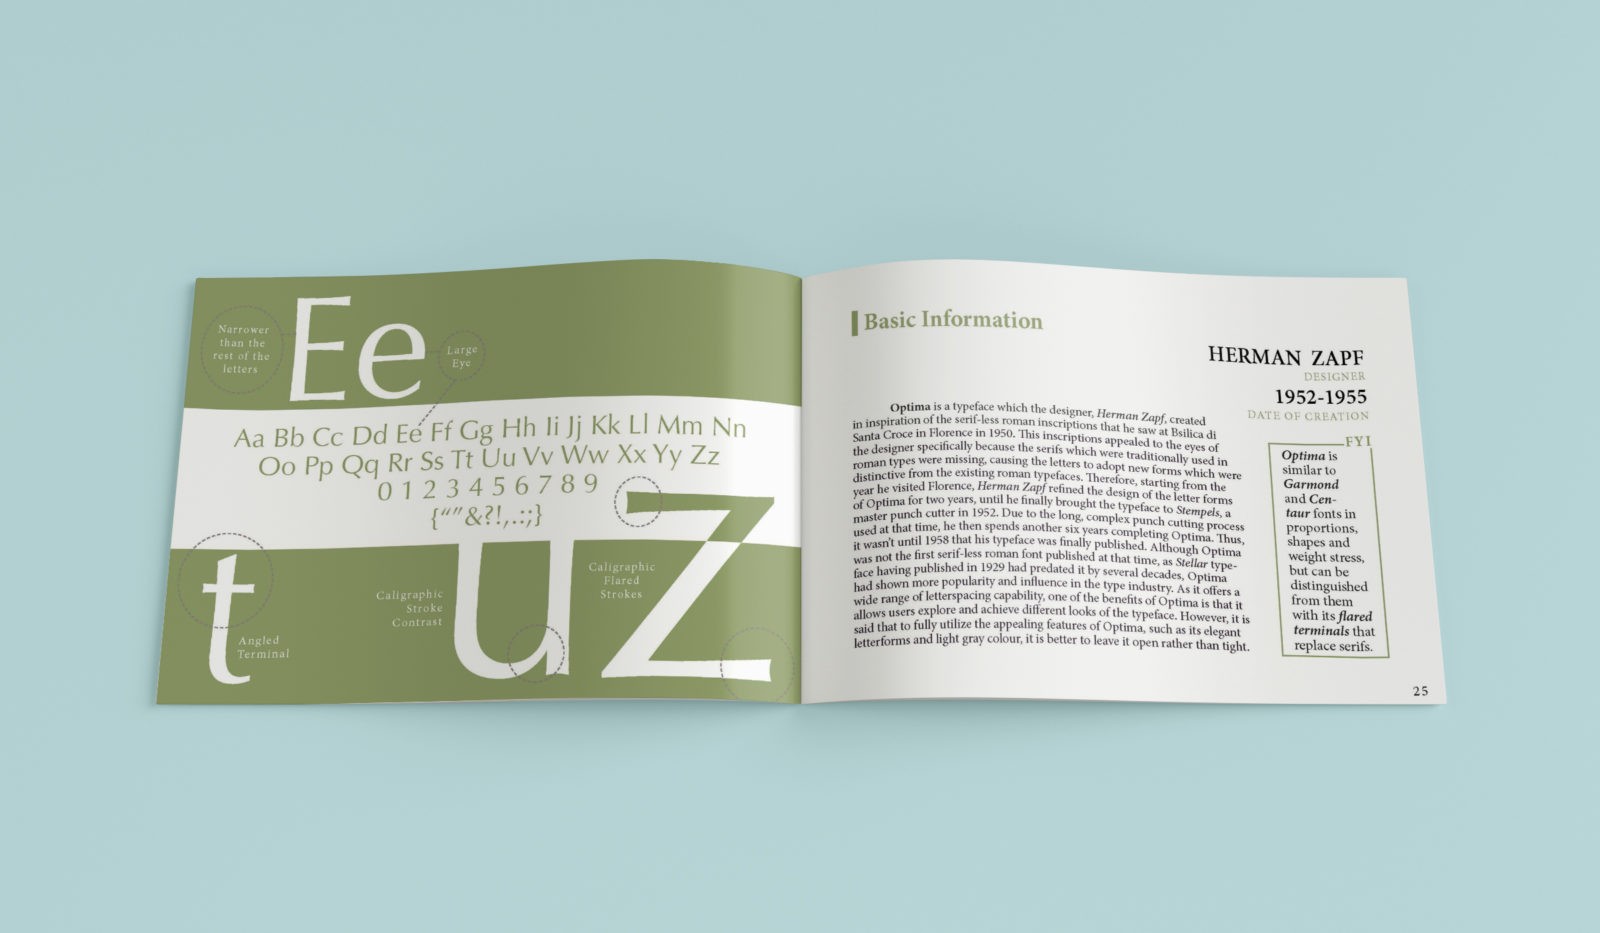 Ee
Narrower
than the
rest of the
letters
Large
Eye
Aa Bb Cc Dd Ee Ff Gg Hh Ii Jj Kk Ll Mm Nn
Oo Pp Qq Rr Ss Tt Uu Vv Ww Xx Yy Zz
0 1 2 3 4 5 6 7 8 9
{“”&?!,.:;}
t
Angled
Terminal
Caligraphic
Stroke
Contrast
u
Caligraphic
Flared
Strokes
z
Basic Information
HERMAN ZAPF
DESIGNER
1952-1955
DATE OF CREATION
Optima is a typeface which the designer, Herman Zapf, created
in inspiration of the serif-less roman inscriptions that he saw at Bsilica di
Santa Croce in Florence in 1950. This inscriptions appealed to the eyes of
the designer specifically because the serifs which were traditionally used in
roman types were missing, causing the letters to adopt new forms which were
distinctive from the existing roman typefaces. Therefore, starting from the
year he visited Florence, Herman Zapf refined the design of the letter forms
of Optima for two years, until he finally brought the typeface to Stempels, a
master punch cutter in 1952. Due to the long, complex punch cutting process
used at that time, he then spends another six years completing Optima. Thus,
it wasn’t until 1958 that his typeface was finally published. Although Optima
was not the first serif-less roman font published at that time, as Stellar type-
face having published in 1929 had predated it by several decades, Optima
had shown more popularity and influence in the type industry. As it offers a
wide range of letterspacing capability, one of the benefits of Optima is that it
allows users explore and achieve different looks of the typeface. However, it is
said that to fully utilize the appealing features of Optima, such as its elegant
letterforms and light gray colour, it is better to leave it open rather than tight.
FYI
Optima is
similar to
Garmond
and Cen-
taur fonts in
proportions,
shapes and
weight stress,
but can be
distinguished
from them
with its flared
terminals that
replace serifs.
25